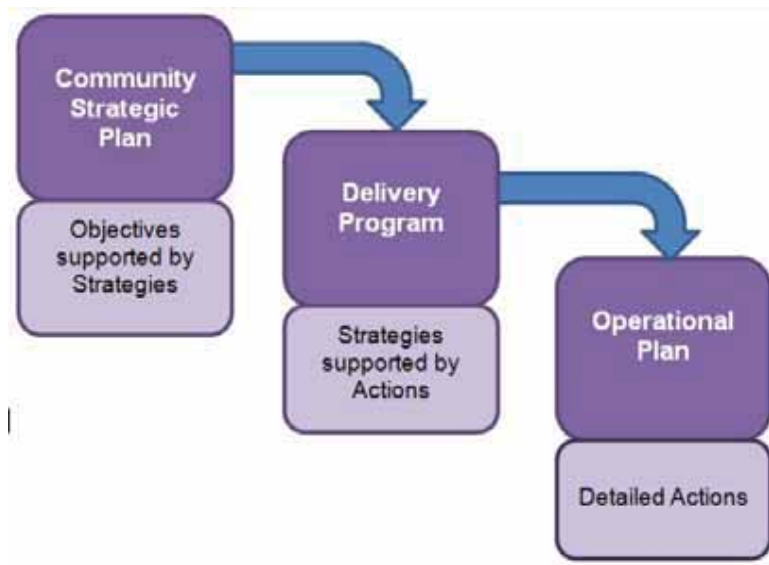 Community
Strategic
Plan
Objectives
supported by
Strategies
Delivery
Program
Strategies
supported by
Actions
Operational
Plan
Detailed Actions